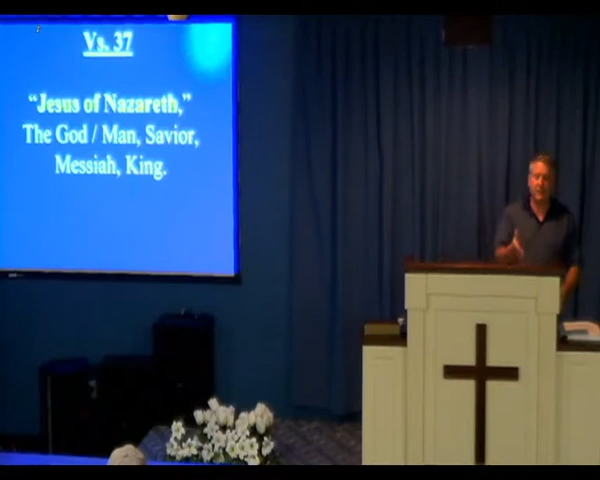 Vs. 37
“Jesus of Nazareth,”
The God / Man, Savior,
Messiah, King.